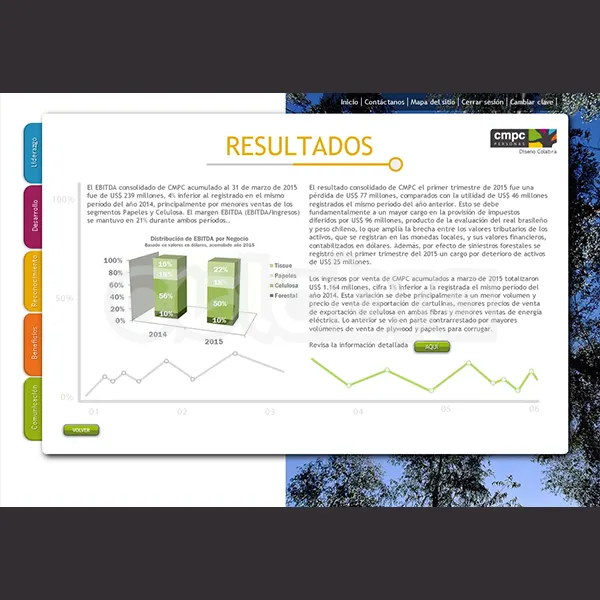 Inicio | Contáctanos | Mapa del sitio | Cerrar sesión | Cambiar clave |
cmpc
PERSONAS
Diseño Colabra
RESULTADOS
Liderazgo
Desarrollo
Reconocimiento
Beneficios
Comunicación
El EBITDA consolidado de CMPC acumulado al 31 de marzo de 2015
fue de US$ 239 millones, 4% inferior al registrado en el mismo
período del año 2014, principalmente por menores ventas de los
segmentos Papeles y Celulosa. El margen EBITDA (EBITDA/Ingresos)
se mantuvo en 21% durante ambos períodos..
Distribución de EBITDA por Negocio
Basado en valores en dólares, acumulado año 2015
100%
80%
60%
40%
20%
0%
16%
18%
56%
10%
22%
18%
50%
10%
2014
2015
Tissue
Papeles
Celulosa
Forestal
100%
50%
0%
01
02
03
04
05
06
VOLVER
El resultado consolidado de CMPC el primer trimestre de 2015 fue una
pérdida de US$ 77 millones, comparados con la utilidad de US$ 46 millones
registrados el mismo período del año anterior. Esto se debe
fundamentalmente a un mayor cargo en la provisión de impuestos
diferidos por US$ 96 millones, producto de la evaluación del real brasileño
y peso chileno, lo que amplía la brecha entre los valores tributarios de los
activos, que se registran en las monedas locales, y sus valores financieros,
contabilizados en dólares. Además, por efecto de siniestros forestales se
registró en el primer trimestre del 2015 un cargo por deterioro de activos
de US$ 25 millones.
Los ingresos por venta de CMPC acumulados a marzo de 2015 totalizaron
US$ 1.164 millones, cifra 1% inferior a la registrada el mismo período del
año 2014. Esta variación se debe principalmente a un menor volumen y
precio de venta de exportación de cartulinas, menores precios de venta
de exportación de celulosa en ambas fibras y menores ventas de energía
eléctrica. Lo anterior se vio en parte contrarrestado por mayores
volúmenes de venta de plywood y papeles para corrugar.
Revisa la información detallada
AQUÍ